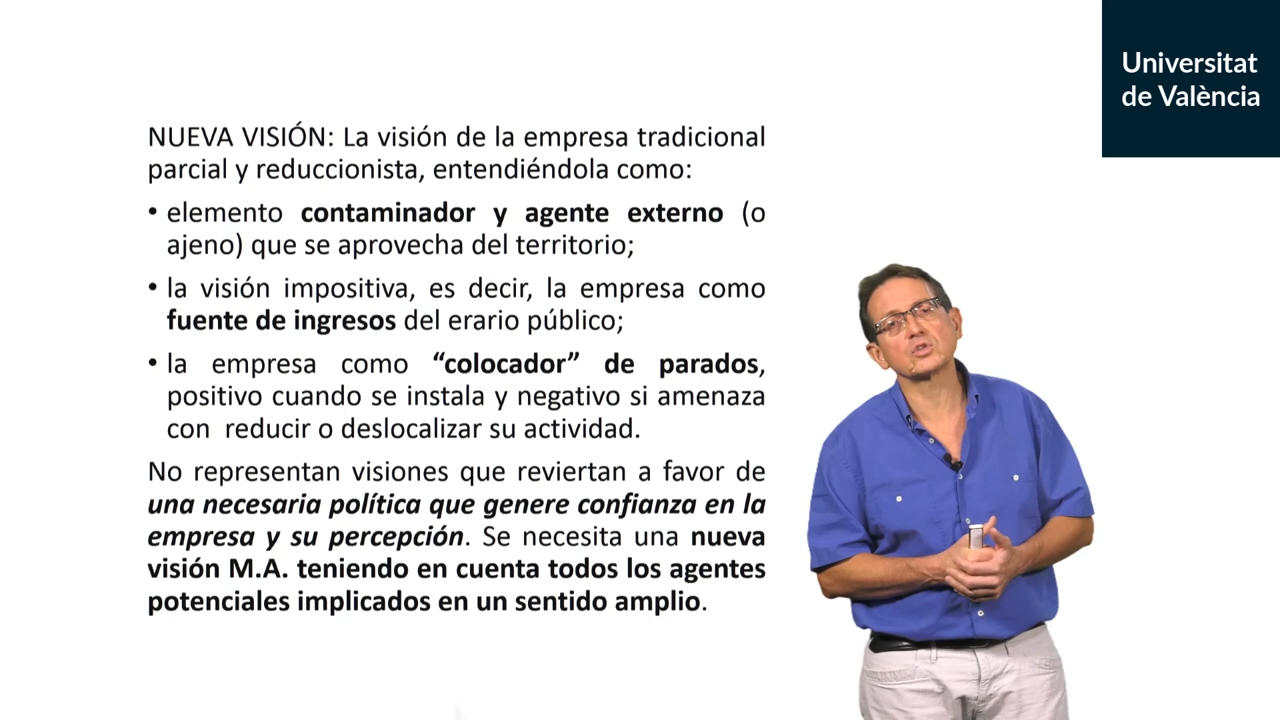 Universitat
de València
NUEVA VISIÓN: La visión de la empresa tradicional
parcial y reduccionista, entendiéndola como:
• elemento contaminador y agente externo (o
ajeno) que se aprovecha del territorio;
• la visión impositiva, es decir, la empresa como
fuente de ingresos del erario público;
• la empresa como “colocador” de parados,
positivo cuando se instala y negativo si amenaza
con reducir o deslocalizar su actividad.
No representan visiones que reviertan a favor de
una necesaria política que genere confianza en la
empresa y su percepción. Se necesita una nueva
visión M.A. teniendo en cuenta todos los agentes
potenciales implicados en un sentido amplio.